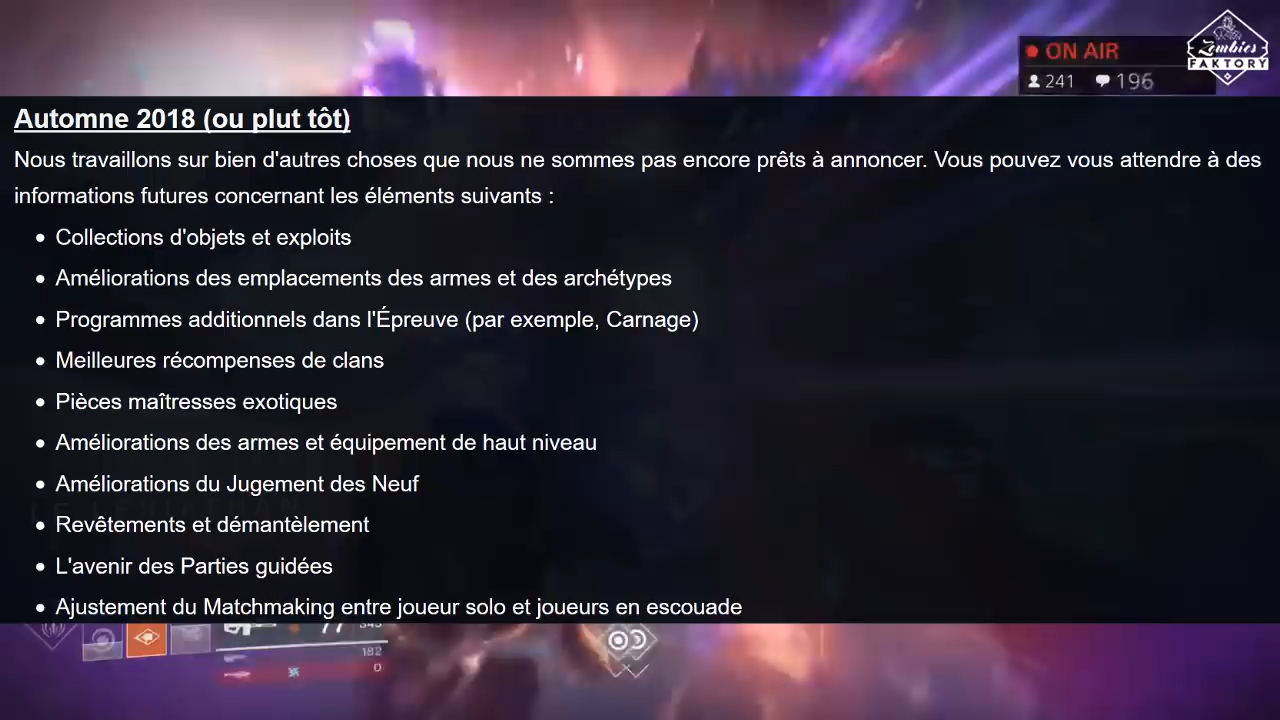 Zombies
FAKTORY
ON AIR
241 196
Automne 2018 (ou plut tôt)
Nous travaillons sur bien d'autres choses que nous ne sommes pas encore prêts à annoncer. Vous pouvez vous attendre à des
informations futures concernant les éléments suivants :
• Collections d'objets et exploits
• Améliorations des emplacements des armes et des archétypes
• Programmes additionnels dans l'Épreuve (par exemple, Carnage)
• Meilleures récompenses de clans
• Pièces maîtresses exotiques
• Améliorations des armes et équipement de haut niveau
• Améliorations du Jugement des Neuf
• Revêtements et démantèlement
• L'avenir des Parties guidées
• Ajustement du Matchmaking entre joueur solo et joueurs en escouade
77
182
0